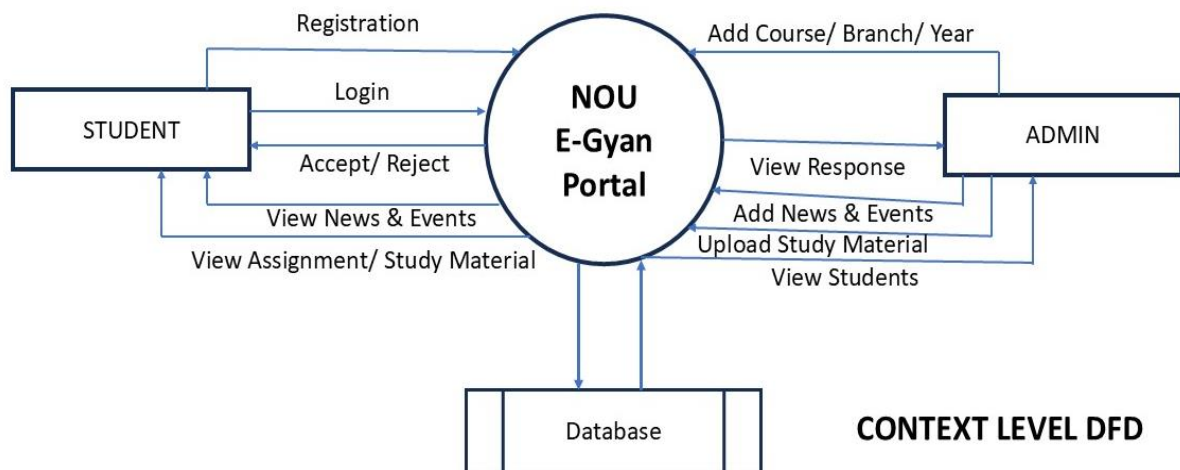 Registration
Add Course/ Branch/ Year
Login
NOU
E-Gyan
Portal
STUDENT
ADMIN
Accept/ Reject
View Response
View News & Events
Add News & Events
Upload Study Material
View Assignment/ Study Material
View Students
Database
CONTEXT LEVEL DFD